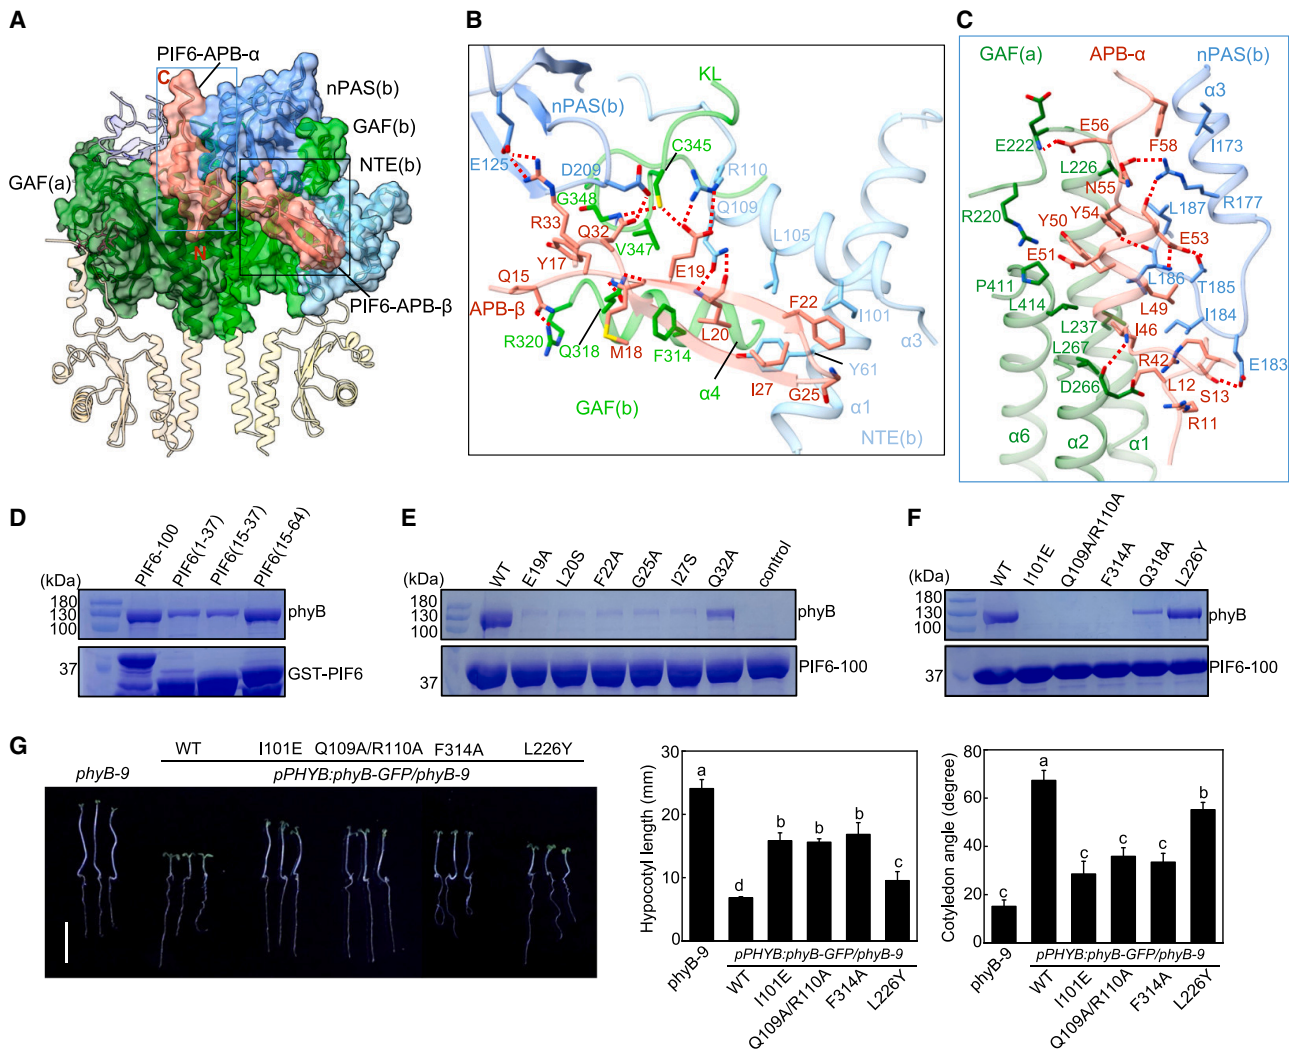 A
PIF6-APB-α
C
nPAS(b)
GAF(b)
NTE(b)
GAF(a)
N
PIF6-APB-β
B
KL
nPAS(b)
C345
E125
D209
R110
G348
Q109
R33
Q32
V347
L105
Y17
E19
Q15
F22
APB-β
I101
L20
R320
Q318
M18
F314
α3
Y61
I27
G25
α4
α1
GAF(b)
NTE(b)
C
GAF(a)
APB-α
nPAS(b)
α3
E56
F58
I173
E222
L226
N55
R177
R220
Y50
Y54
L187
E53
E51
L186
T185
P411
L49
L414
I184
L237
I46
L267
R42
E183
D266
L12
S13
R11
α6
α2
α1
D
PIF6-100
PIF6(1-37)
PIF6(15-37)
PIF6(15-64)
(kDa)
180
130
100
phyB
37
GST-PIF6
E
WT
E19A
L20S
F22A
G25A
I27S
Q32A
control
(kDa)
180
130
100
phyB
37
PIF6-100
F
WT
I101E
Q109A/R110A
F314A
Q318A
L226Y
(kDa)
180
130
100
phyB
37
PIF6-100
G
WT I101E Q109A/R110A F314A L226Y
phyB-9 pPHYB:phyB-GFP/phyB-9
Hypocotyl length (mm)
30
20
10
0
a
d
b
b
b
c
pPHYB:phyB-GFP/phyB-9
phyB-9
WT
I101E
Q109A/R110A
F314A
L226Y
Cotyledon angle (degree)
80
60
40
20
0
c
a
c
c
c
b
pPHYB:phyB-GFP/phyB-9
phyB-9
WT
I101E
Q109A/R110A
F314A
L226Y